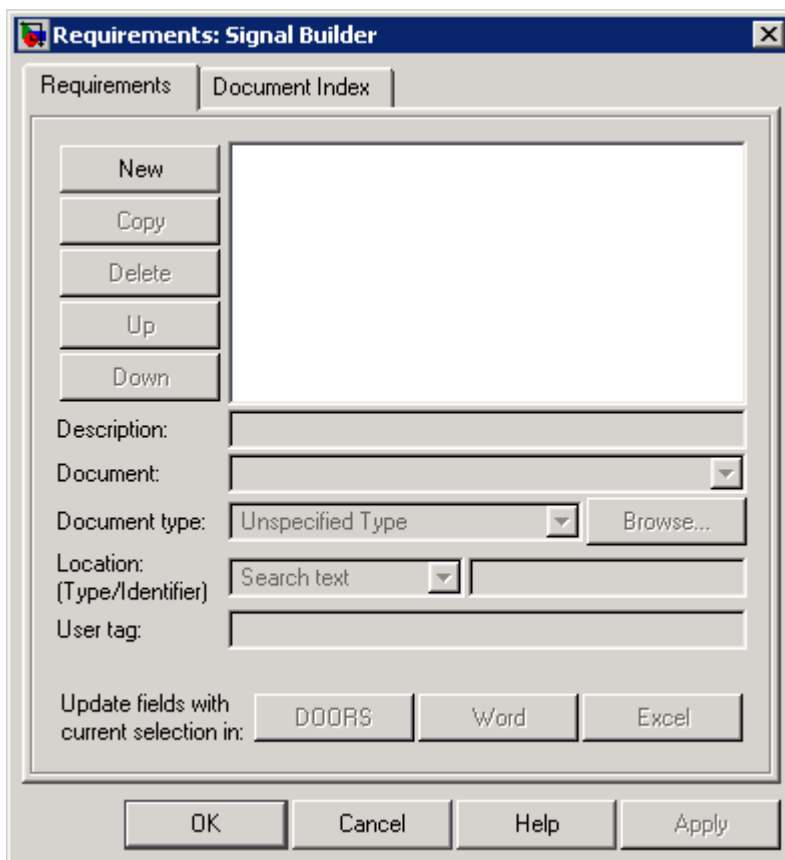 Requirements: Signal Builder
Requirements
Document Index
New
Copy
Delete
Up
Down
Description:
Document:
Document type:
Unspecified Type
Browse...
Location:
(Type/Identifier)
Search text
User tag:
Update fields with
current selection in:
DOORS
Word
Excel
OK
Cancel
Help
Apply